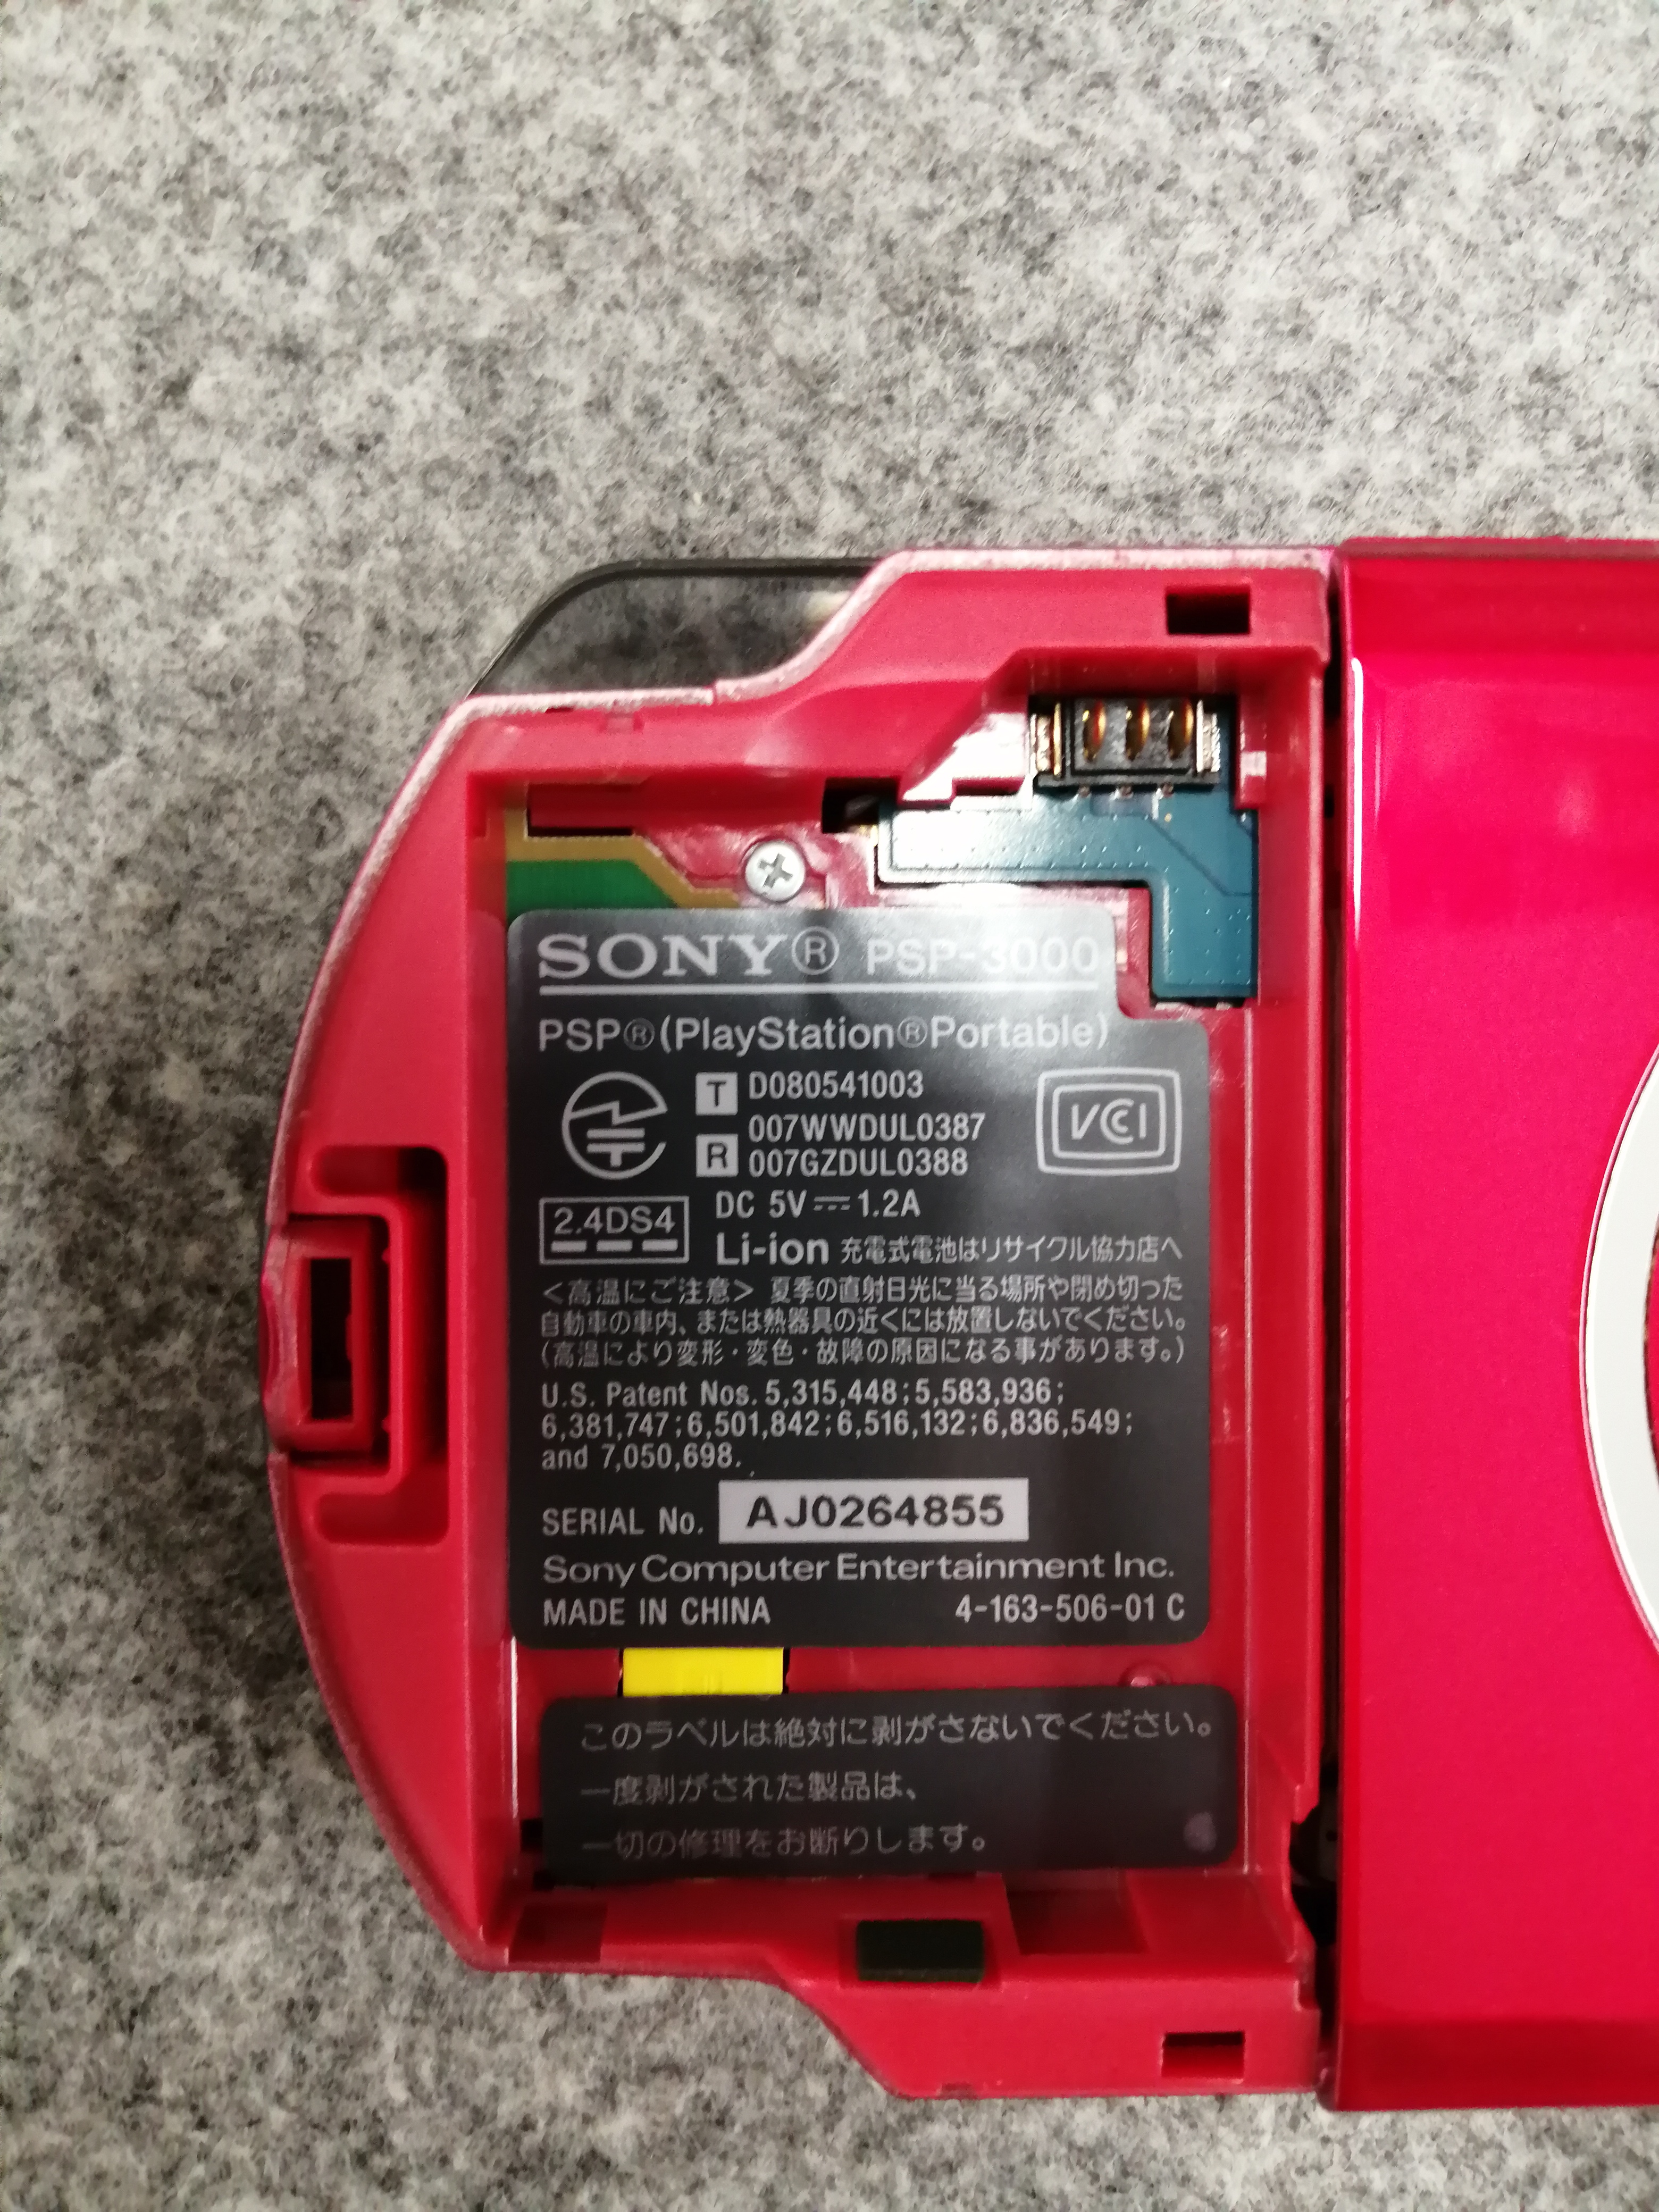 SONY® PSP-3000
PSP®(PlayStation®Portable)
T D080541003
007WWDUL0387
R 007GZDUL0388
VCCI
2.4DS4
DC 5V⎓1.2A
Li-ion 充電式電池はリサイクル協力店へ
<高温にご注意> 夏季の直射日光に当る場所や閉め切った
自動車の車内、または熱器具の近くには放置しないでください。
(高温により変形・変色・故障の原因になる事があります。)
U.S. Patent Nos. 5,315,448;5,583,936;
6,381,747;6,501,842;6,516,132;6,836,549;
and 7,050,698.
SERIAL No. AJ0264855
Sony Computer Entertainment Inc.
MADE IN CHINA 4-163-506-01 C
このラベルは絶対に剥がさないでください。
一度剥がされた製品は、
一切の修理をお断りします。